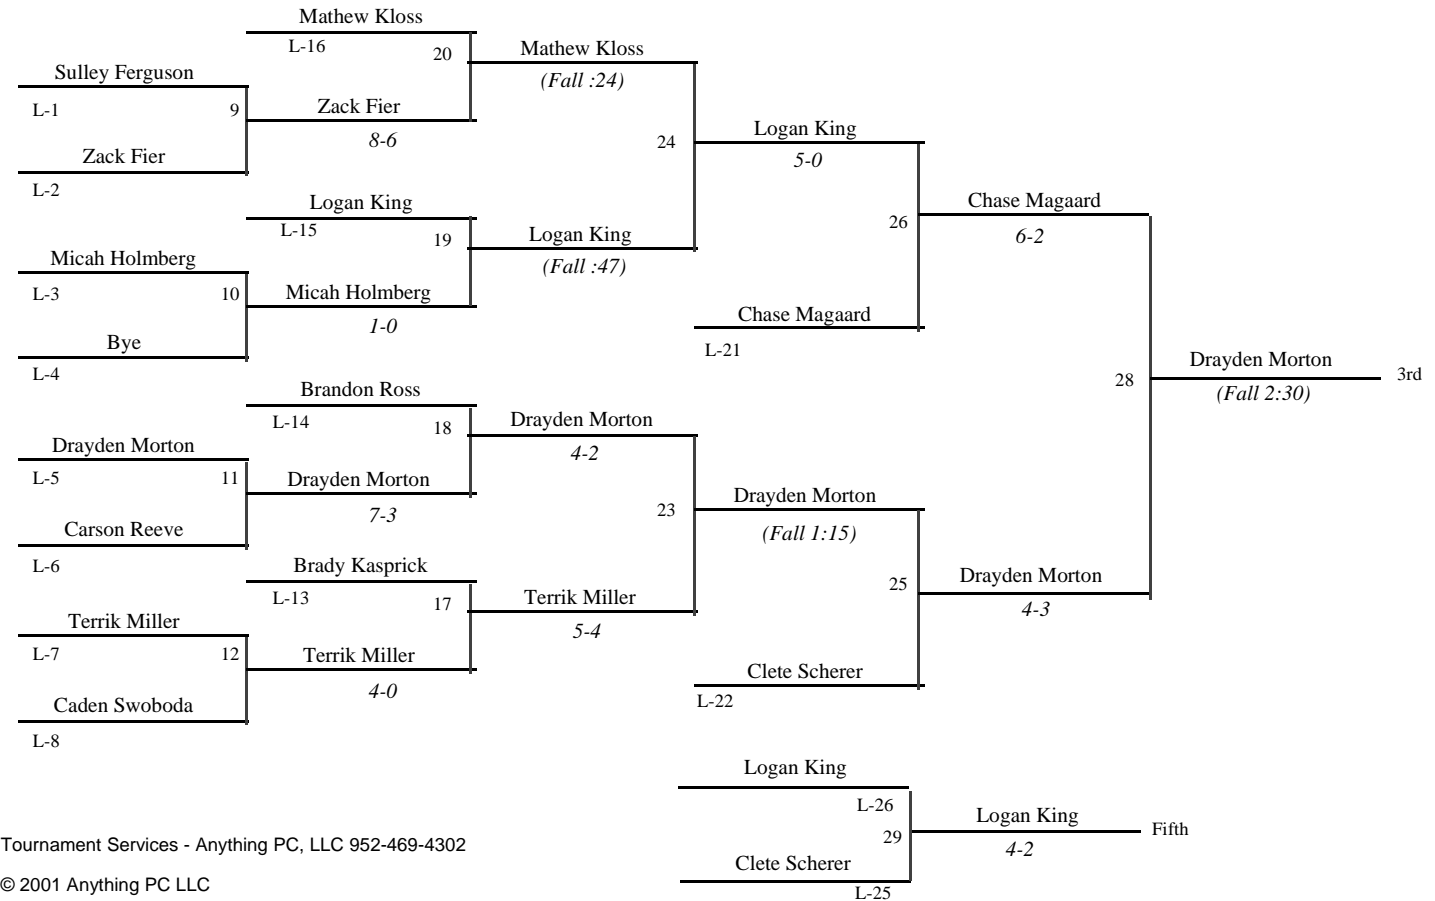 Mathew Kloss
L-16
20
Mathew Kloss
(Fall :24)
Sulley Ferguson
L-1
9
Zack Fier
8-6
Zack Fier
L-2
24
Logan King
5-0
Logan King
L-15
19
Logan King
(Fall :47)
Micah Holmberg
L-3
10
Micah Holmberg
1-0
Bye
L-4
26
Chase Magaard
6-2
Chase Magaard
L-21
Brandon Ross
L-14
18
Drayden Morton
4-2
Drayden Morton
L-5
11
Drayden Morton
7-3
Carson Reeve
L-6
23
Drayden Morton
(Fall 1:15)
28
Drayden Morton
(Fall 2:30)
3rd
Brady Kasprick
L-13
17
Terrik Miller
5-4
Terrik Miller
L-7
12
Terrik Miller
4-0
Caden Swoboda
L-8
25
Drayden Morton
4-3
Clete Scherer
L-22
Logan King
L-26
29
Logan King
4-2
Fifth
Clete Scherer
L-25
Tournament Services - Anything PC, LLC 952-469-4302
© 2001 Anything PC LLC